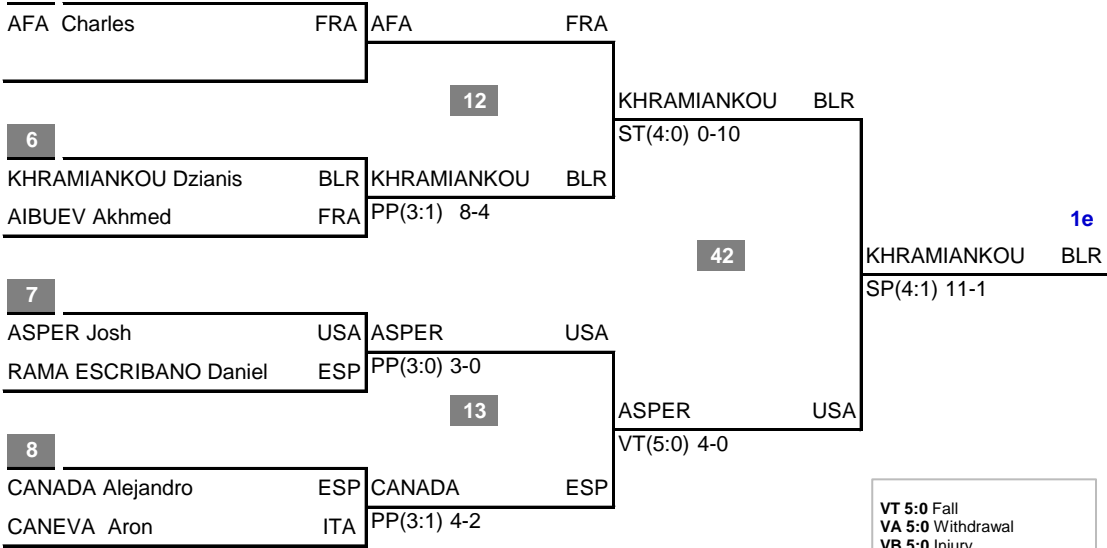 AFA Charles FRA AFA FRA
12 KHRAMIANKOU BLR
6 ST(4:0) 0-10
KHRAMIANKOU Dzianis BLR KHRAMIANKOU BLR
AIBUEV Akhmed FRA PP(3:1) 8-4
1e
42 KHRAMIANKOU BLR
7 SP(4:1) 11-1
ASPER Josh USA ASPER USA
RAMA ESCRIBANO Daniel ESP PP(3:0) 3-0
13 ASPER USA
8 VT(5:0) 4-0
CANADA Alejandro ESP CANADA ESP
CANEVA Aron ITA PP(3:1) 4-2
VT 5:0 Fall
VA 5:0 Withdrawal
VB 5:0 Injury